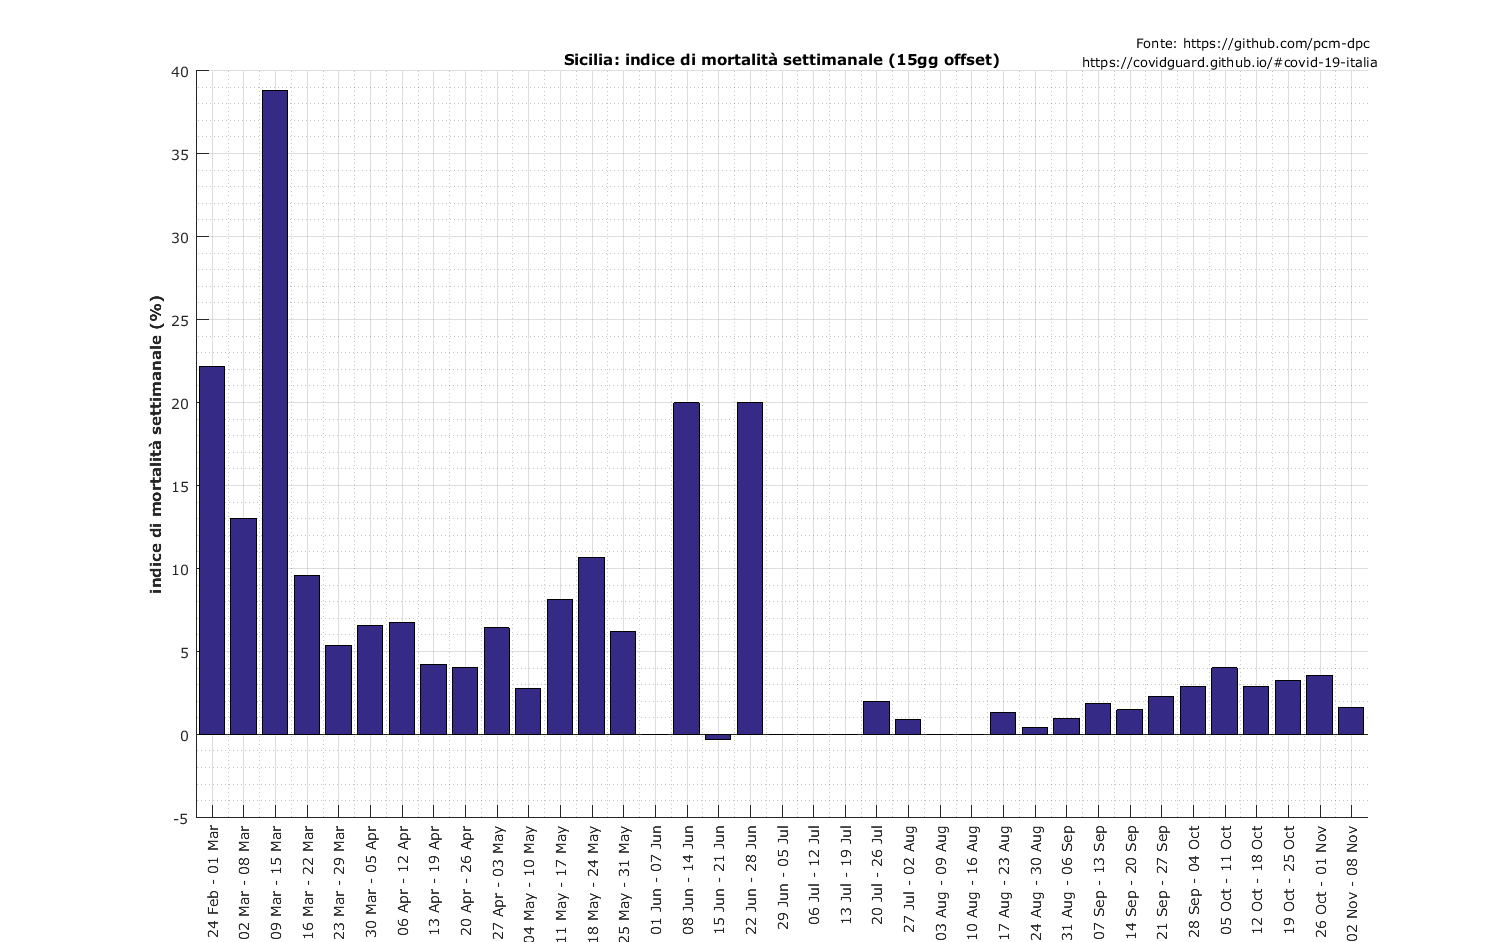 Fonte: https://github.com/pcm-dpc
https://covidguard.github.io/#covid-19-italia
Sicilia: indice di mortalità settimanale (15gg offset)
indice di mortalità settimanale (%)
40
35
30
25
20
15
10
5
0
-5
24 Feb - 01 Mar
02 Mar - 08 Mar
09 Mar - 15 Mar
16 Mar - 22 Mar
23 Mar - 29 Mar
30 Mar - 05 Apr
06 Apr - 12 Apr
13 Apr - 19 Apr
20 Apr - 26 Apr
27 Apr - 03 May
04 May - 10 May
11 May - 17 May
18 May - 24 May
25 May - 31 May
01 Jun - 07 Jun
08 Jun - 14 Jun
15 Jun - 21 Jun
22 Jun - 28 Jun
29 Jun - 05 Jul
06 Jul - 12 Jul
13 Jul - 19 Jul
20 Jul - 26 Jul
27 Jul - 02 Aug
03 Aug - 09 Aug
10 Aug - 16 Aug
17 Aug - 23 Aug
24 Aug - 30 Aug
31 Aug - 06 Sep
07 Sep - 13 Sep
14 Sep - 20 Sep
21 Sep - 27 Sep
28 Sep - 04 Oct
05 Oct - 11 Oct
12 Oct - 18 Oct
19 Oct - 25 Oct
26 Oct - 01 Nov
02 Nov - 08 Nov